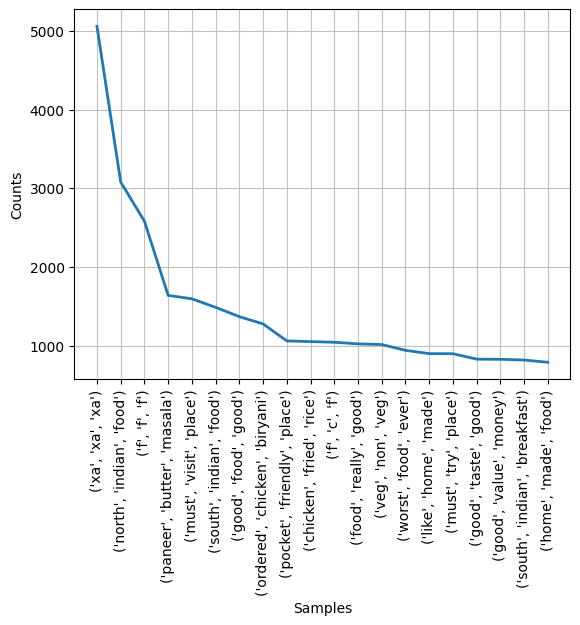 5000
4000
3000
2000
1000
Counts
('xa', 'xa', 'xa')
('north', 'indian', 'food')
('f', 'f', 'f')
('paneer', 'butter', 'masala')
('must', 'visit', 'place')
('south', 'indian', 'food')
('good', 'food', 'good')
('ordered', 'chicken', 'biryani')
('pocket', 'friendly', 'place')
('chicken', 'fried', 'rice')
('f', 'c', 'f')
('food', 'really', 'good')
('veg', 'non', 'veg')
('worst', 'food', 'ever')
('like', 'home', 'made')
('must', 'try', 'place')
('good', 'taste', 'good')
('good', 'value', 'money')
('south', 'indian', 'breakfast')
('home', 'made', 'food')
Samples